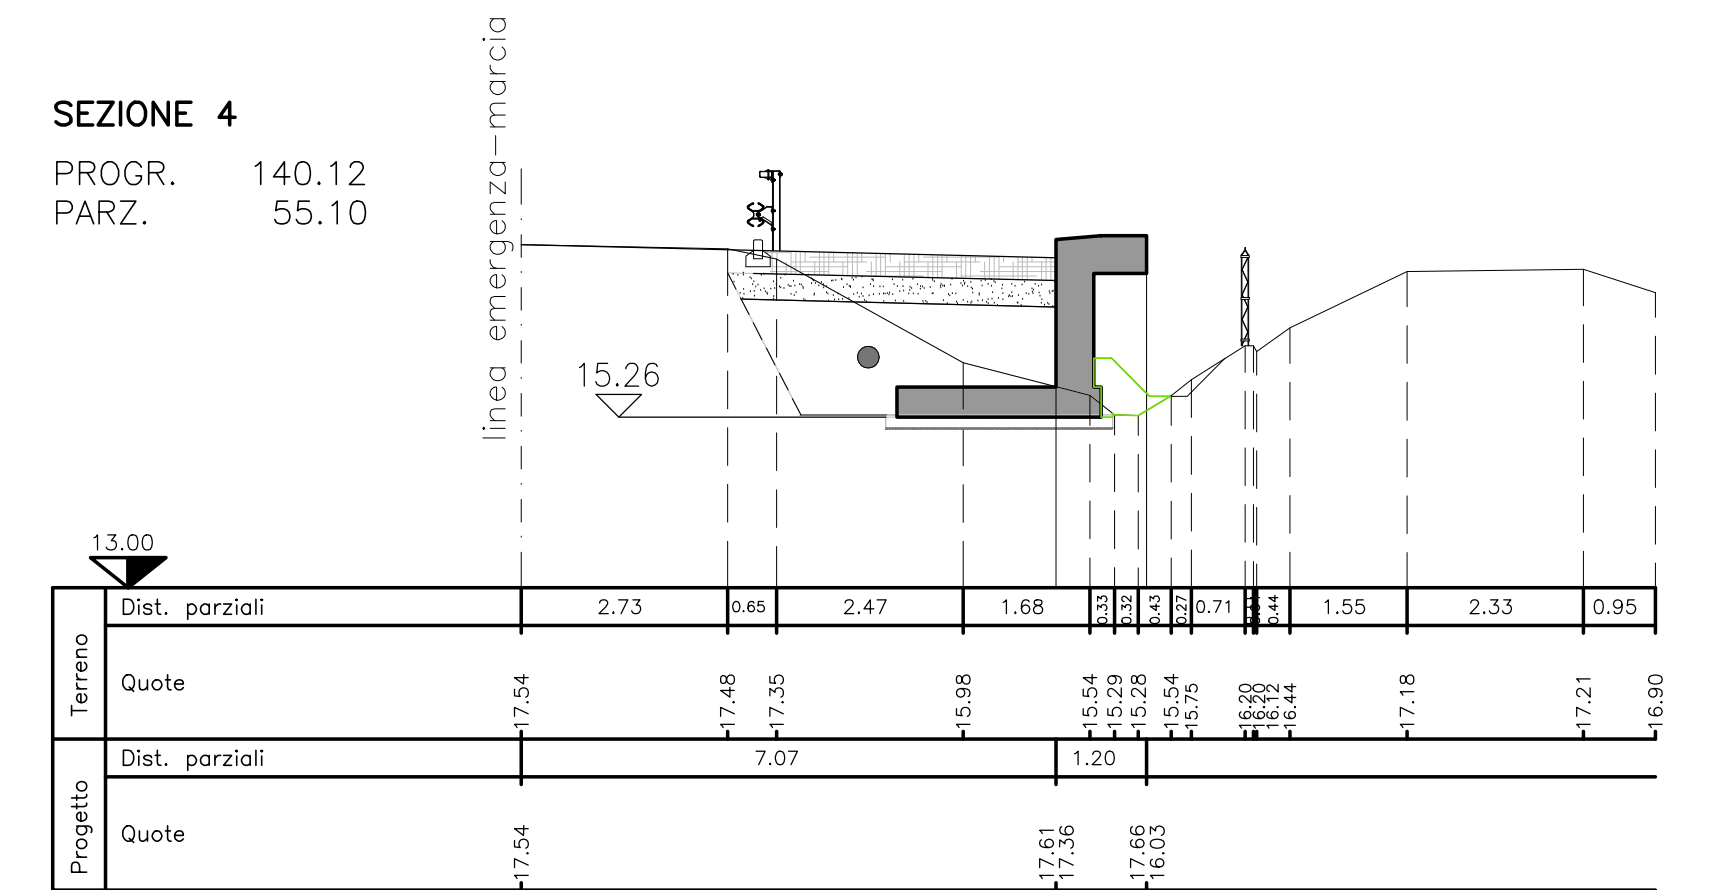 linea emergenza-marcia
SEZIONE 4
PROGR. 140.12
PARZ. 55.10
15.26
13.00
Terreno
Dist. parziali 2.73 0.65 2.47 1.68 0.33 0.32 0.43 0.27 0.71 0.44 1.55 2.33 0.95
Quote 17.54 17.48 17.35 15.98 15.54 15.29 15.28 15.54 15.75 16.20 16.20 16.12 16.44 17.18 17.21 16.90
Progetto
Dist. parziali 7.07 1.20
Quote 17.54 17.61 17.36 17.66 16.03